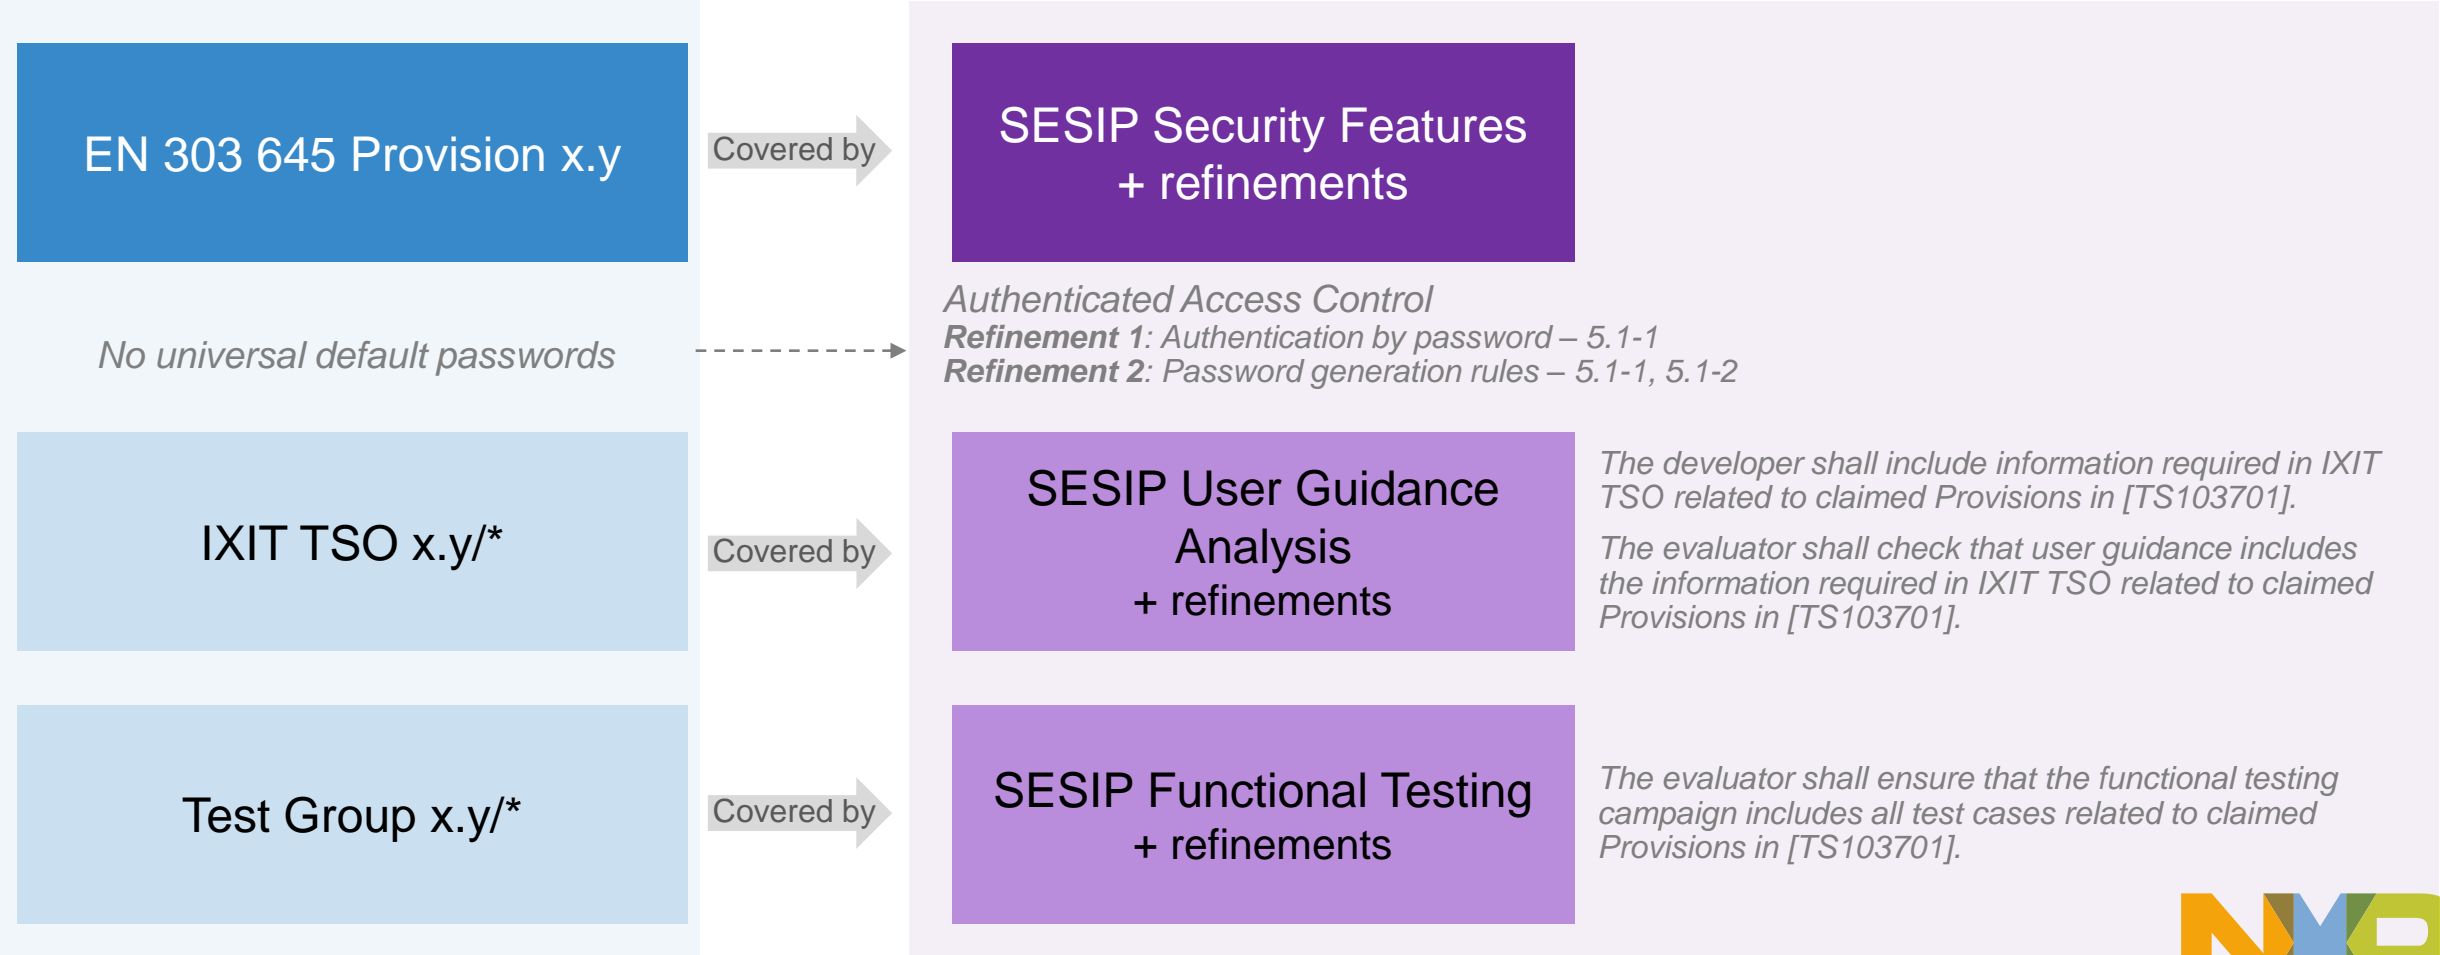 EN 303 645 Provision x.y
Covered by
SESIP Security Features
+ refinements
No universal default passwords
Authenticated Access Control
Refinement 1: Authentication by password – 5.1-1
Refinement 2: Password generation rules – 5.1-1, 5.1-2
IXIT TSO x.y/*
Covered by
SESIP User Guidance
Analysis
+ refinements
The developer shall include information required in IXIT
TSO related to claimed Provisions in [TS103701].
The evaluator shall check that user guidance includes
the information required in IXIT TSO related to claimed
Provisions in [TS103701].
Test Group x.y/*
Covered by
SESIP Functional Testing
+ refinements
The evaluator shall ensure that the functional testing
campaign includes all test cases related to claimed
Provisions in [TS103701].
NXP